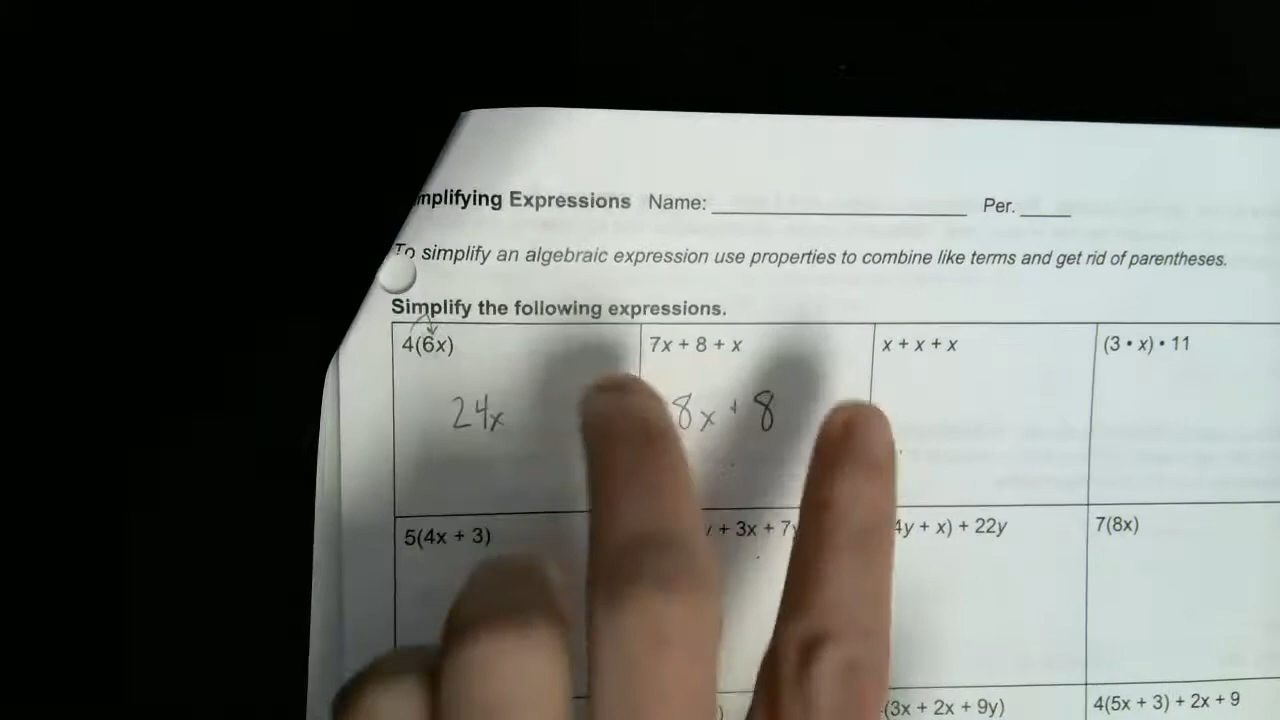 mplifying Expressions Name: ____ Per. ____
To simplify an algebraic expression use properties to combine like terms and get rid of parentheses.
Simplify the following expressions.
4(6x) 7x + 8 + x x + x + x (3 • x) • 11
24x 8x + 8
5(4x + 3) + 3x + 7y 4y + x) + 22y 7(8x)
(3x + 2x + 9y) 4(5x + 3) + 2x + 9